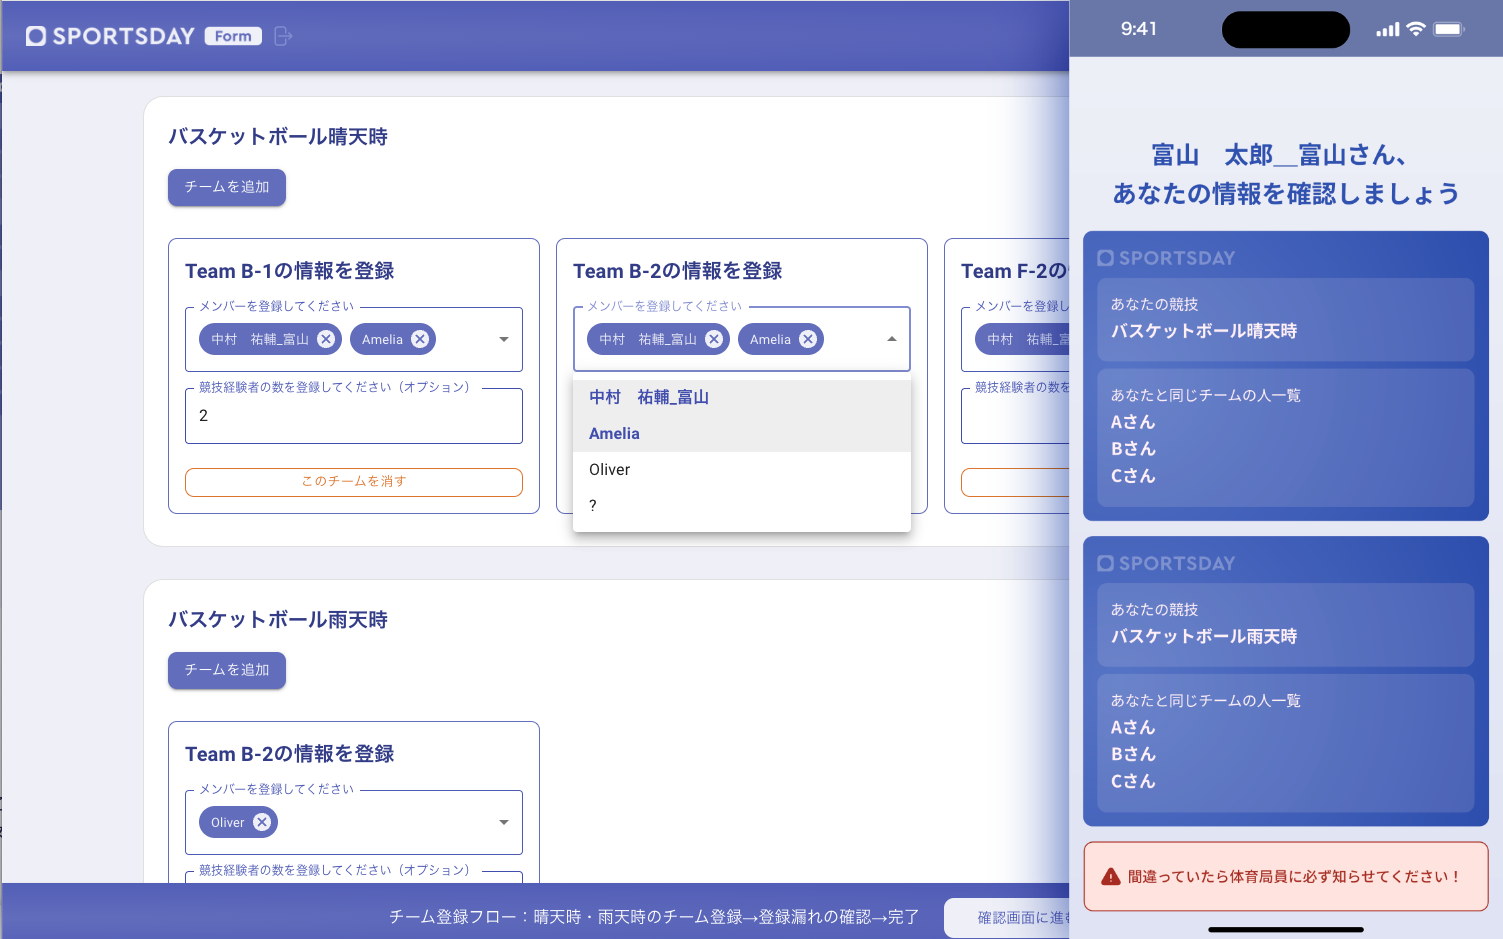 SPORTSDAY Form
バスケットボール晴天時
チームを追加
Team B-1の情報を登録
メンバーを登録してください
中村　祐輔_富山 Amelia
競技経験者の数を登録してください（オプション）
2
このチームを消す
Team B-2の情報を登録
メンバーを登録してください
中村　祐輔_富山 Amelia
中村　祐輔_富山
Amelia
Oliver
?
Team F-2の
メンバーを登録し
中村　祐輔_富
競技経験者の数を
バスケットボール雨天時
チームを追加
Team B-2の情報を登録
メンバーを登録してください
Oliver
競技経験者の数を登録してください（オプション）
チーム登録フロー：晴天時・雨天時のチーム登録→登録漏れの確認→完了
確認画面に進
9:41
富山　太郎__富山さん、
あなたの情報を確認しましょう
SPORTSDAY
あなたの競技
バスケットボール晴天時
あなたと同じチームの人一覧
Aさん
Bさん
Cさん
SPORTSDAY
あなたの競技
バスケットボール雨天時
あなたと同じチームの人一覧
Aさん
Bさん
Cさん
間違っていたら体育局員に必ず知らせてください！